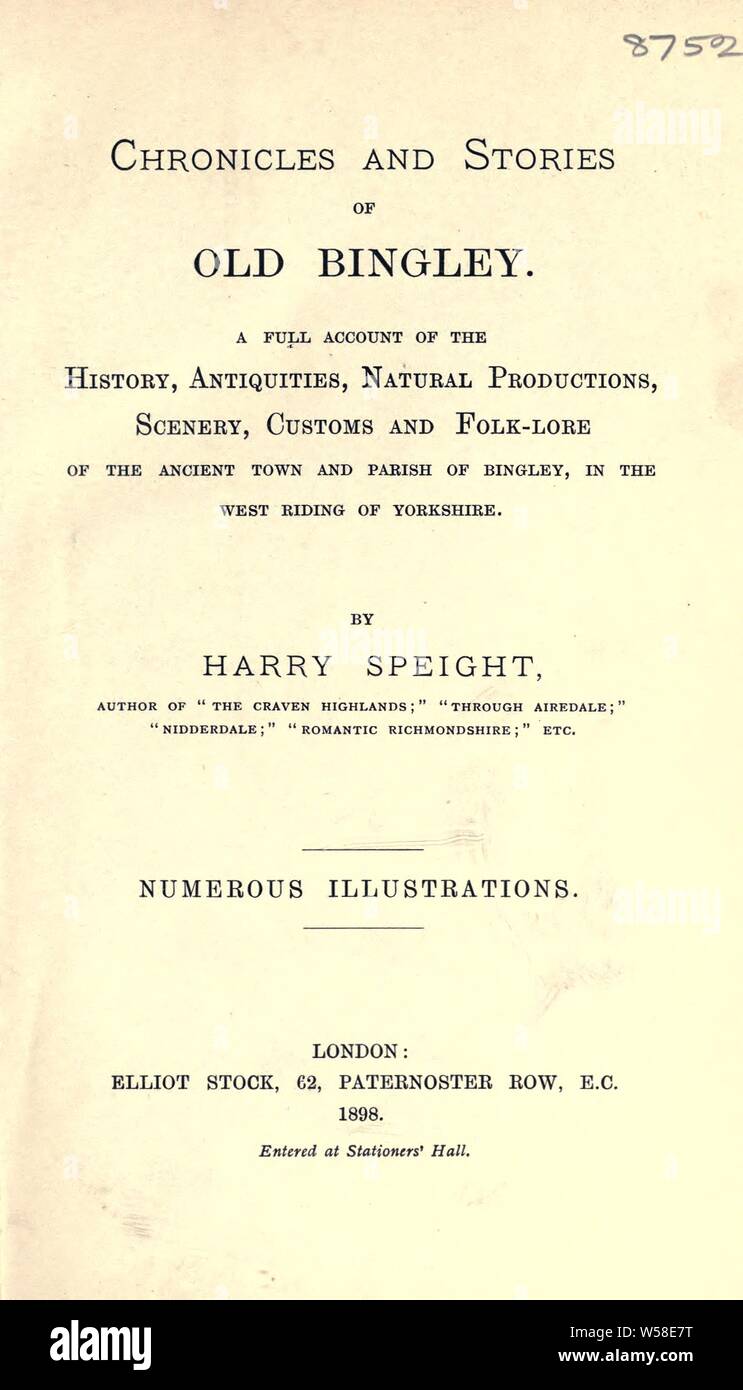 8752
CHRONICLES AND STORIES
OF
OLD BINGLEY.
A FULL ACCOUNT OF THE
HISTORY, ANTIQUITIES, NATURAL PRODUCTIONS,
SCENERY, CUSTOMS AND FOLK-LORE
OF THE ANCIENT TOWN AND PARISH OF BINGLEY, IN THE
WEST RIDING OF YORKSHIRE.
BY
HARRY SPEIGHT,
AUTHOR OF “ THE CRAVEN HIGHLANDS ;” “THROUGH AIREDALE ;”
“NIDDERDALE ;” “ ROMANTIC RICHMONDSHIRE ;” ETC.
NUMEROUS ILLUSTRATIONS.
LONDON :
ELLIOT STOCK, 62, PATERNOSTER ROW, E.C.
1898.
Entered at Stationers' Hall.
alamy
alamy
alamy
a
a
a
a
alamy
Image ID: W58E7T
www.alamy.com